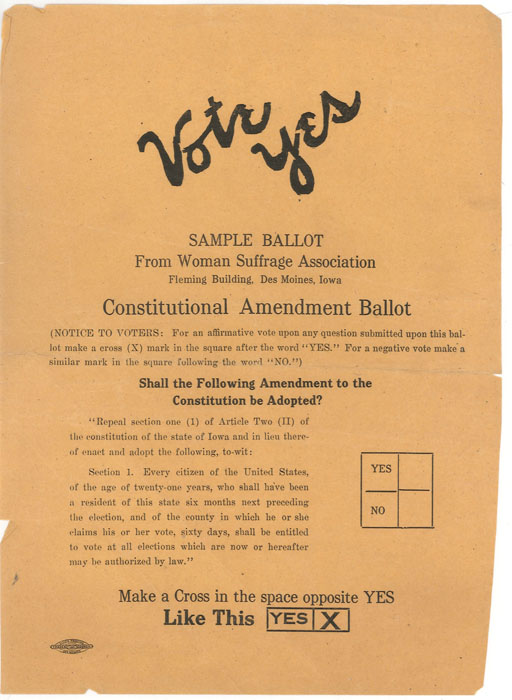 Vote Yes
SAMPLE BALLOT
From Woman Suffrage Association
Fleming Building, Des Moines, Iowa
Constitutional Amendment Ballot
(NOTICE TO VOTERS: For an affirmative vote upon any question submitted upon this bal-
lot make a cross (X) mark in the square after the word "YES." For a negative vote make a
similar mark in the square following the word "NO.")
Shall the Following Amendment to the
Constitution be Adopted?
"Repeal section one (1) of Article Two (II) of
the constitution of the state of Iowa and in lieu there-
of enact and adopt the following, to-wit:
Section 1. Every citizen of the United States,
of the age of twenty-one years, who shall have been
a resident of this state six months next preceding
the election, and of the county in which he or she
claims his or her vote, sixty days, shall be entitled
to vote at all elections which are now or hereafter
may be authorized by law."
YES
NO
Make a Cross in the space opposite YES
Like This YES X